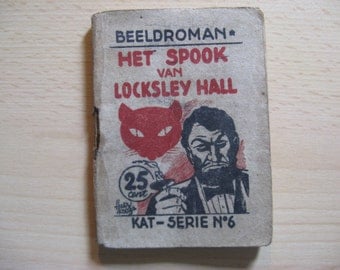 BEELDROMAN*
HET SPOOK
VAN
LOCKSLEY HALL
25
cent
KAT-SERIE Nº6